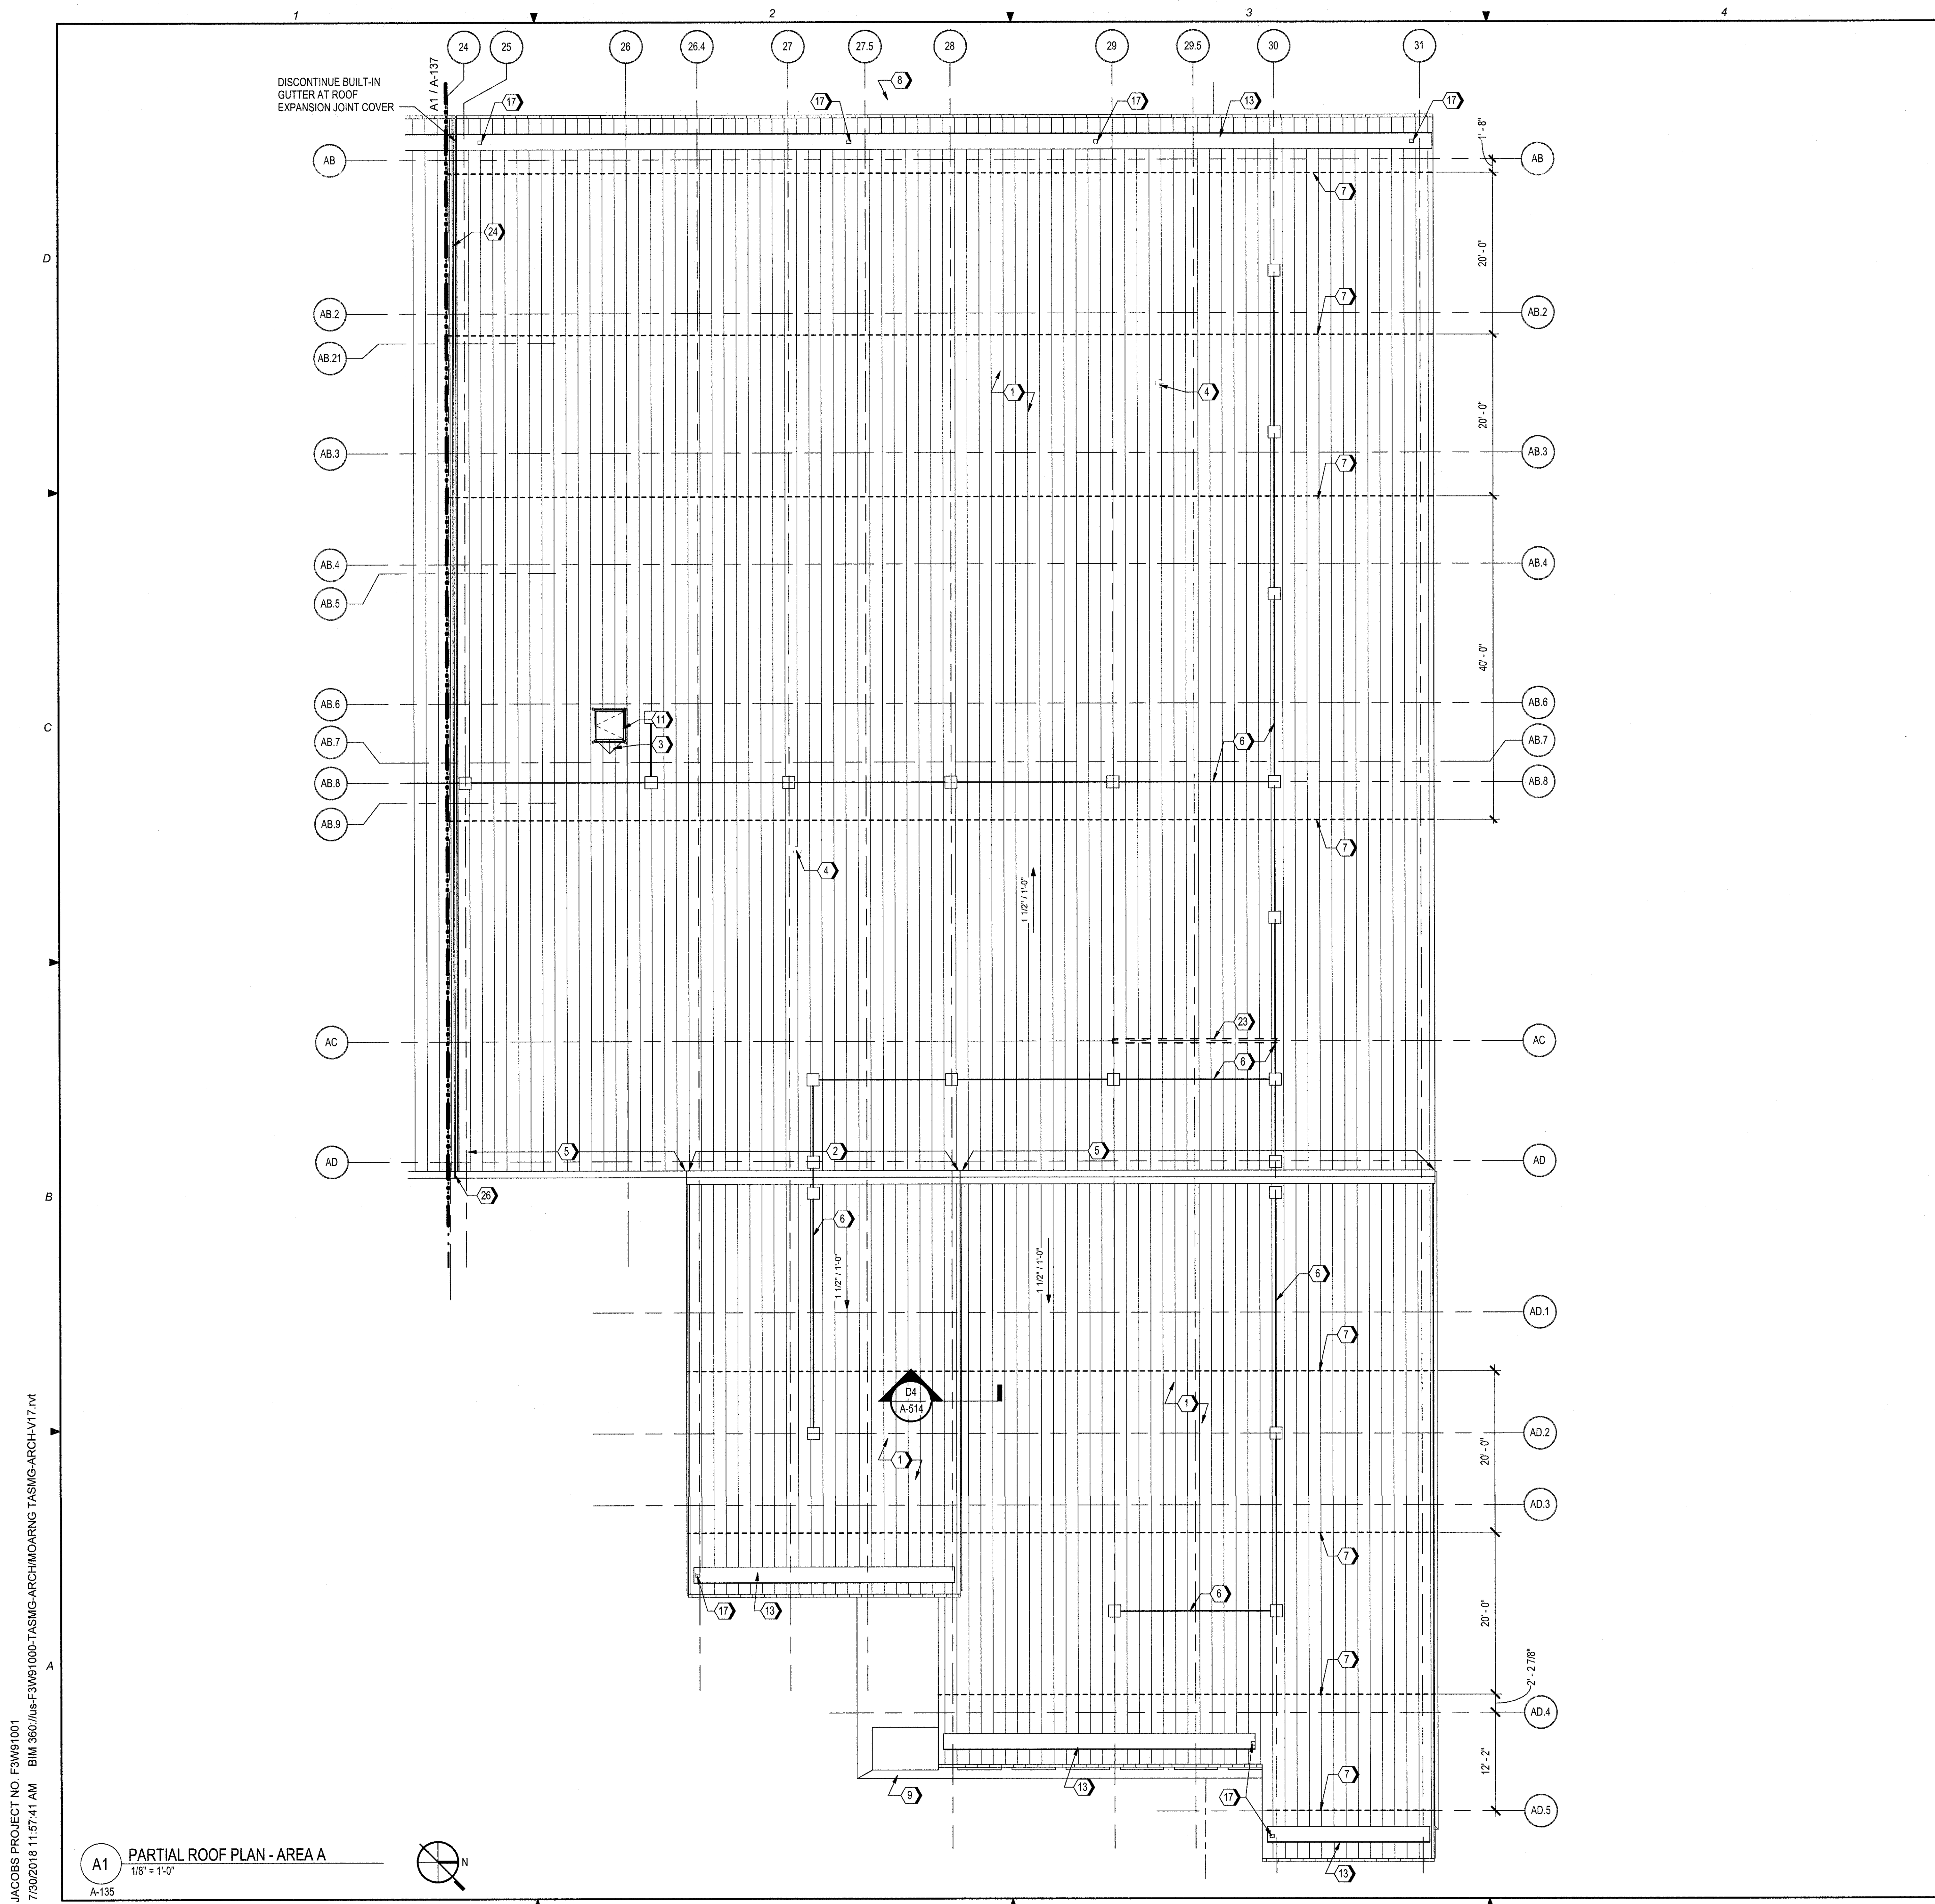 1
2
3
4
24
25
26
26.4
27
27.5
28
29
29.5
30
31
A1 / A-137
DISCONTINUE BUILT-IN
GUTTER AT ROOF
EXPANSION JOINT COVER
8
17
17
17
13
17
1' - 8"
AB
AB
7
20' - 0"
24
D
AB.2
7
AB.2
AB.21
1
4
20' - 0"
AB.3
7
AB.3
AB.4
AB.4
AB.5
40' - 0"
AB.6
AB.6
11
C
3
6
AB.7
AB.7
AB.8
AB.8
AB.9
7
4
1 1/2" / 1'-0"
23
AC
AC
6
5
2
5
AD
AD
26
B
6
1 1/2" / 1'-0"
1 1/2" / 1'-0"
6
AD.1
7
D4
A-514
1
AD.2
20' - 0"
1
AD.3
7
6
17
13
20' - 0"
7
A
2' - 2 7/8"
AD.4
12' - 2"
7
13
9
17
AD.5
13
A1
PARTIAL ROOF PLAN - AREA A
1/8" = 1'-0"
A-135
N
JACOBS PROJECT NO. F3W91001
7/30/2018 11:57:41 AM BIM 360://us-F3W91000-TASMG-ARCH/MOARNG TASMG-ARCH-V17.rvt